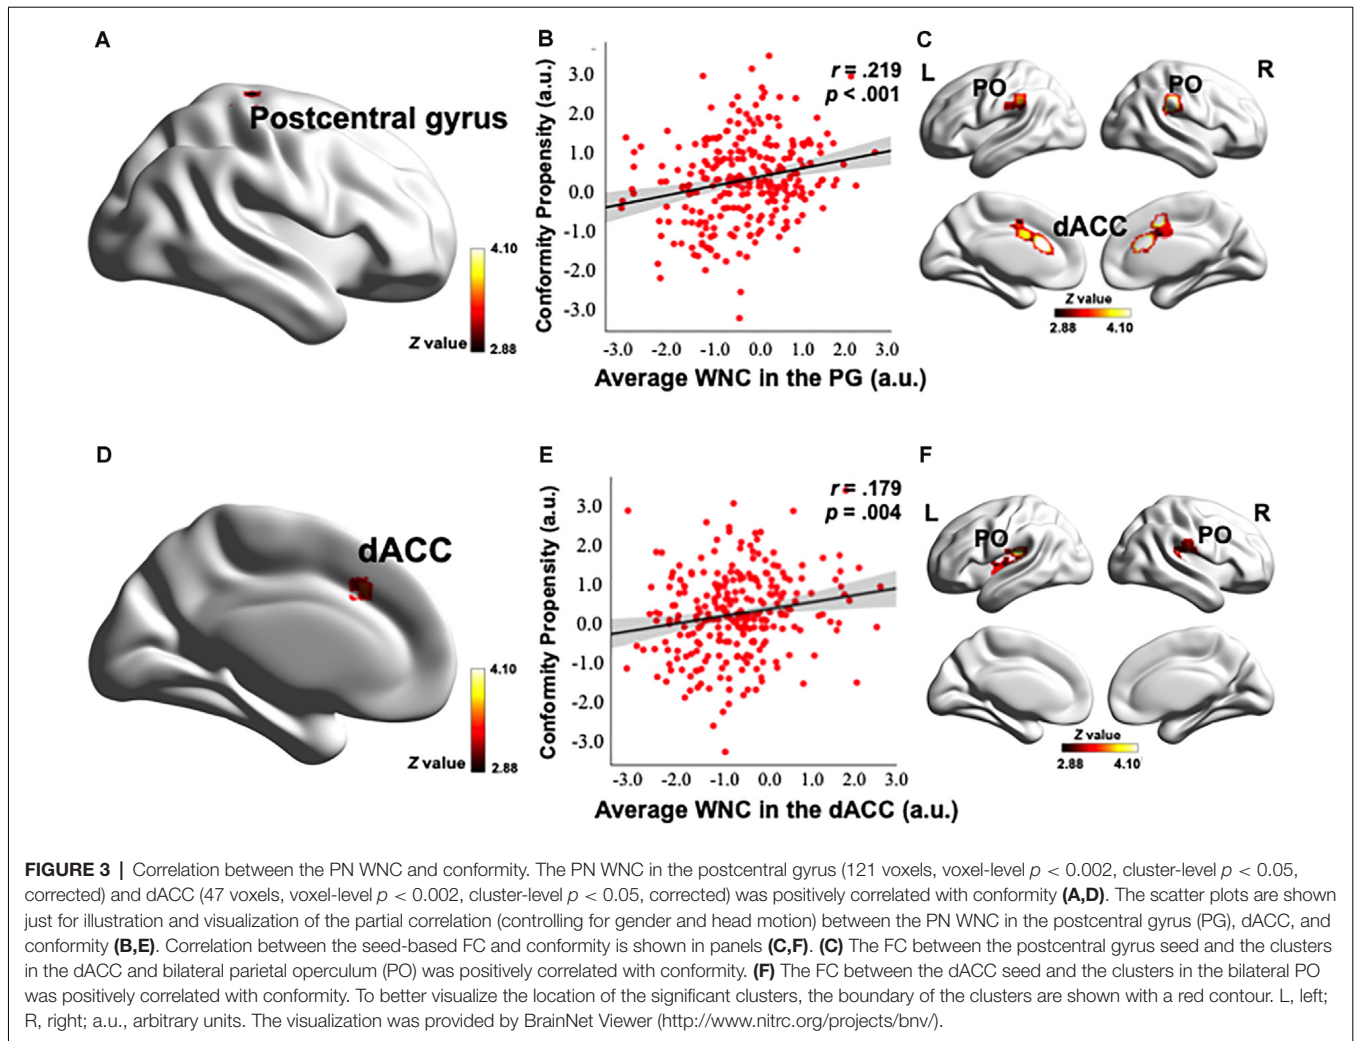 A
Postcentral gyrus
4.10
Z value
2.88
B
Conformity Propensity (a.u.)
3.0
2.0
1.0
0.0
-1.0
-2.0
-3.0
r = .219
p < .001
-3.0 -2.0 -1.0 0.0 1.0 2.0 3.0
Average WNC in the PG (a.u.)
C
L
R
PO
PO
dACC
Z value
2.88 4.10
D
dACC
4.10
Z value
2.88
E
Conformity Propensity (a.u.)
3.0
2.0
1.0
0.0
-1.0
-2.0
-3.0
r = .179
p = .004
-3.0 -2.0 -1.0 0.0 1.0 2.0 3.0
Average WNC in the dACC (a.u.)
F
L
R
PO
PO
Z value
2.88 4.10
FIGURE 3 | Correlation between the PN WNC and conformity. The PN WNC in the postcentral gyrus (121 voxels, voxel-level p < 0.002, cluster-level p < 0.05,
corrected) and dACC (47 voxels, voxel-level p < 0.002, cluster-level p < 0.05, corrected) was positively correlated with conformity (A,D). The scatter plots are shown
just for illustration and visualization of the partial correlation (controlling for gender and head motion) between the PN WNC in the postcentral gyrus (PG), dACC, and
conformity (B,E). Correlation between the seed-based FC and conformity is shown in panels (C,F). (C) The FC between the postcentral gyrus seed and the clusters
in the dACC and bilateral parietal operculum (PO) was positively correlated with conformity. (F) The FC between the dACC seed and the clusters in the bilateral PO
was positively correlated with conformity. To better visualize the location of the significant clusters, the boundary of the clusters are shown with a red contour. L, left;
R, right; a.u., arbitrary units. The visualization was provided by BrainNet Viewer (http://www.nitrc.org/projects/bnv/).